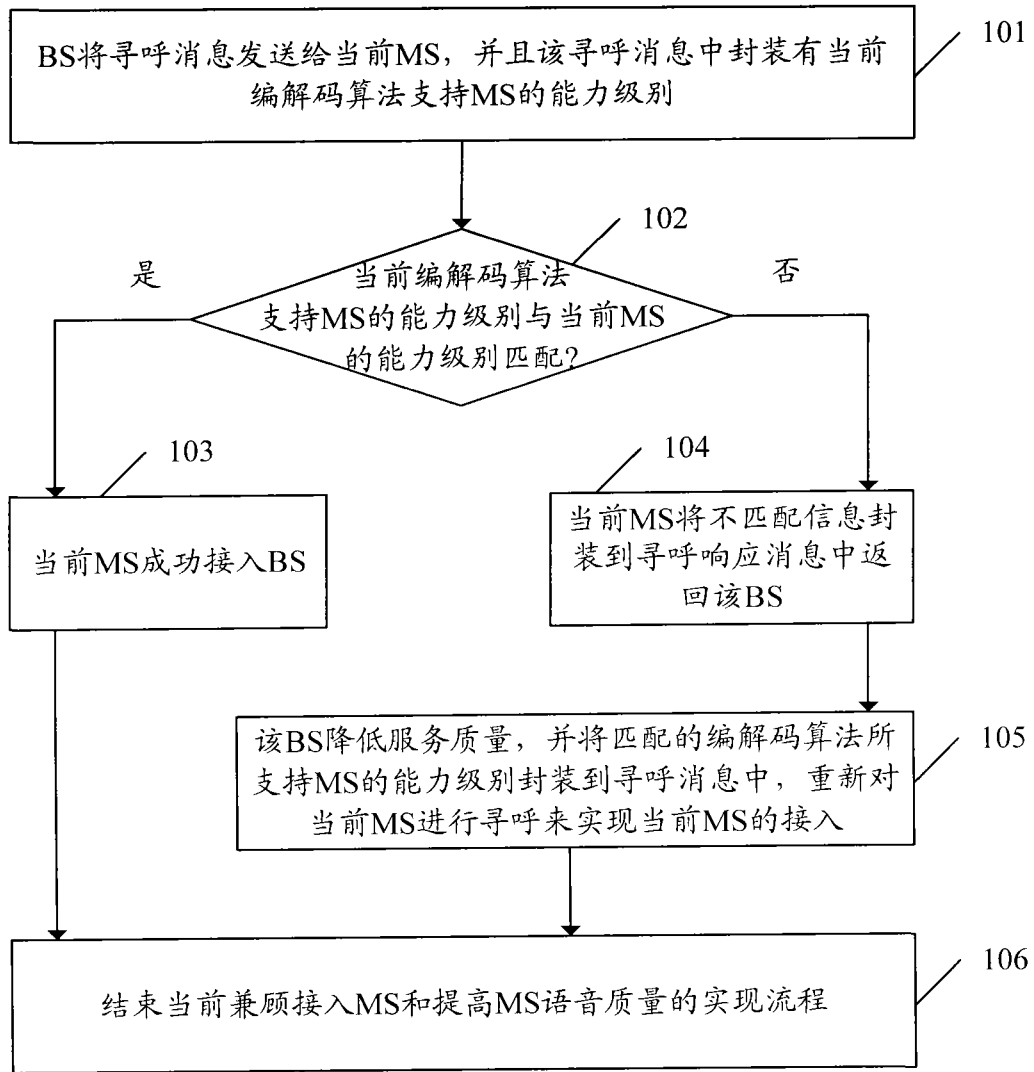 BS将寻呼消息发送给当前MS，并且该寻呼消息中封装有当前
编解码算法支持MS的能力级别
101
102
是
否
当前编解码算法
支持MS的能力级别与当前MS
的能力级别匹配?
103
104
当前MS成功接入BS
当前MS将不匹配信息封
装到寻呼响应消息中返
回该BS
该BS降低服务质量，并将匹配的编解码算法所
支持MS的能力级别封装到寻呼消息中，重新对
当前MS进行寻呼来实现当前MS的接入
105
结束当前兼顾接入MS和提高MS语音质量的实现流程
106